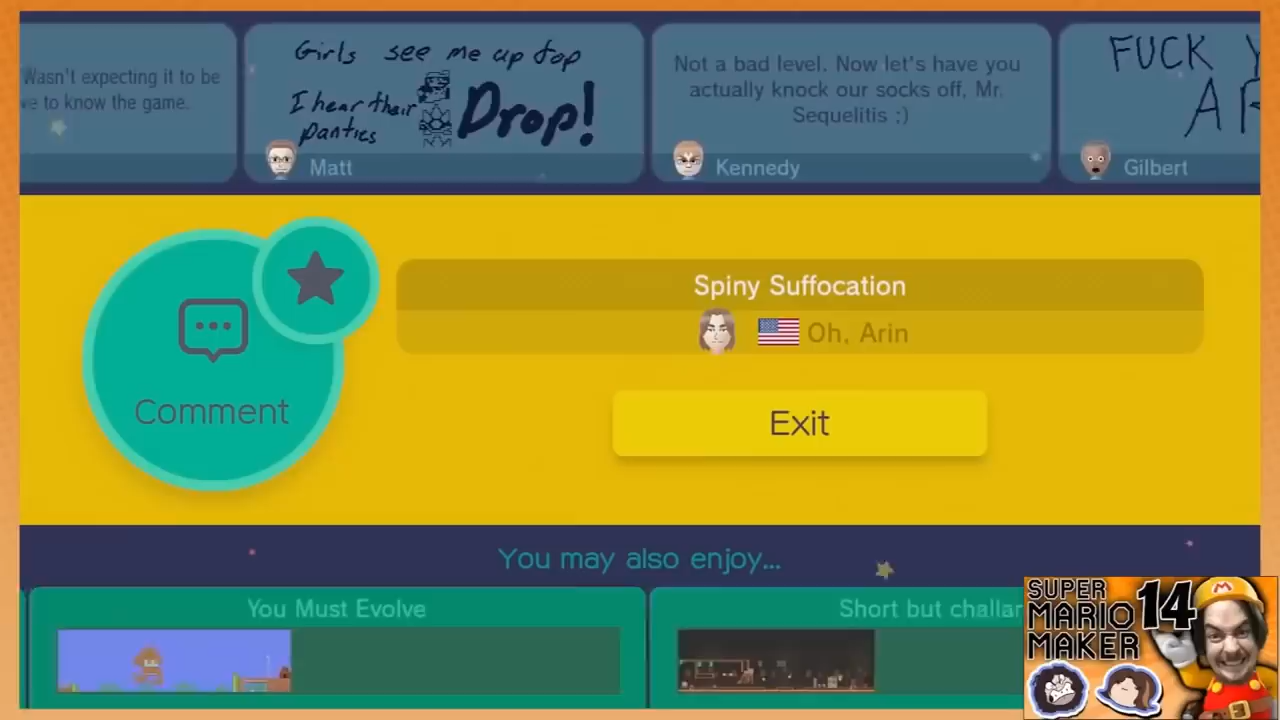 Wasn't expecting it to be
ve to know the game.
Girls see me up top
I hear their
panties
Drop!
Matt
Not a bad level. Now let's have you
actually knock our socks off, Mr.
Sequelitis ;)
Kennedy
FUCK Y
AR
Gilbert
Comment
Spiny Suffocation
Oh, Arin
Exit
You may also enjoy...
You Must Evolve
Short but challar
SUPER
MARIO
MAKER
14